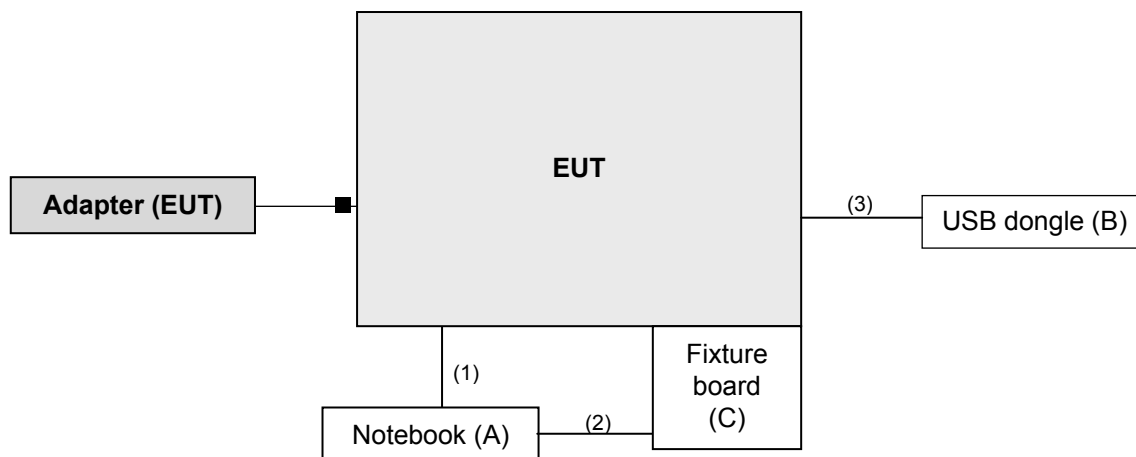 EUT
Adapter (EUT)
(3)
USB dongle (B)
(1)
Fixture
board
(C)
(2)
Notebook (A)